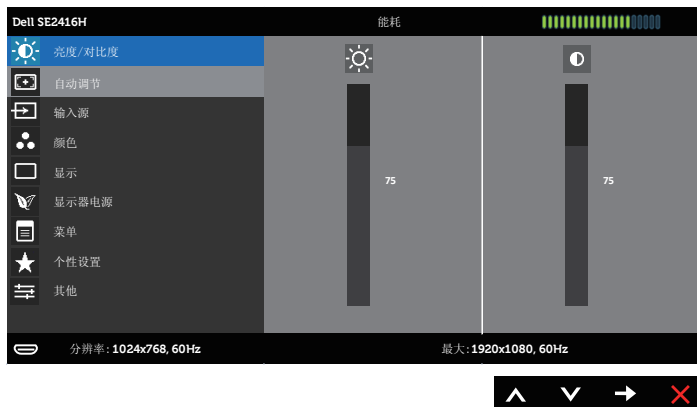 Dell SE2416H 能耗
亮度/对比度
自动调节
输入源
颜色
显示
75 75
显示器电源
菜单
个性设置
其他
分辨率: 1024x768, 60Hz 最大: 1920x1080, 60Hz